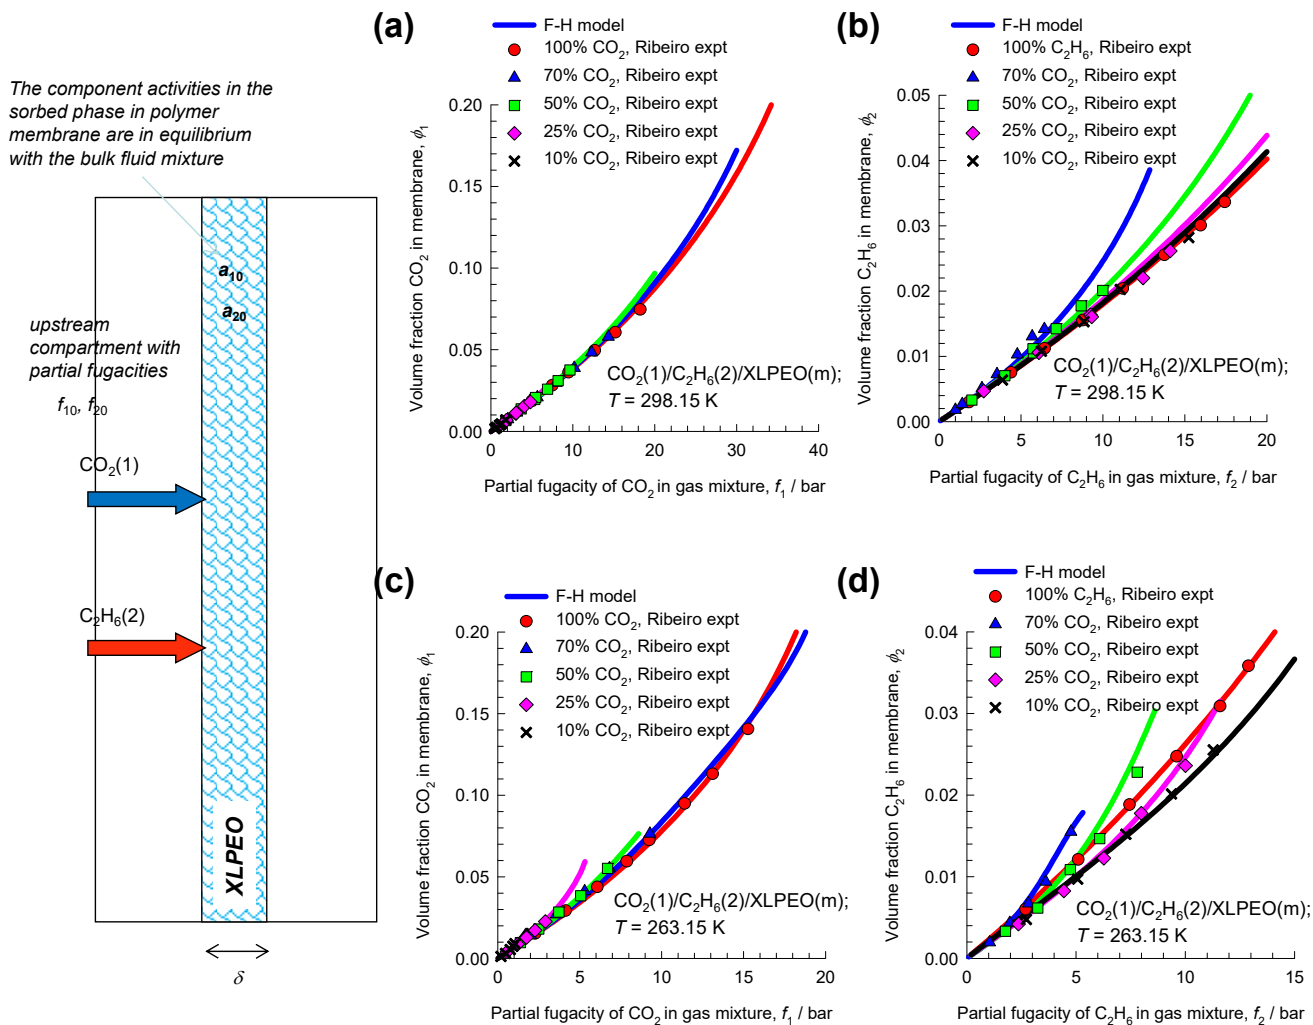 The component activities in the
sorbed phase in polymer
membrane are in equilibrium
with the bulk fluid mixture
a10
a20
upstream
compartment with
partial fugacities
f10, f20
CO2(1)
C2H6(2)
XLPEO
δ
(a)
F-H model
100% CO2, Ribeiro expt
70% CO2, Ribeiro expt
50% CO2, Ribeiro expt
25% CO2, Ribeiro expt
10% CO2, Ribeiro expt
Volume fraction CO2 in membrane, ϕ1
0.20
0.15
0.10
0.05
0.00
CO2(1)/C2H6(2)/XLPEO(m);
T = 298.15 K
0 10 20 30 40
Partial fugacity of CO2 in gas mixture, f1 / bar
(b)
F-H model
100% C2H6, Ribeiro expt
70% CO2, Ribeiro expt
50% CO2, Ribeiro expt
25% CO2, Ribeiro expt
10% CO2, Ribeiro expt
Volume fraction C2H6 in membrane, ϕ2
0.05
0.04
0.03
0.02
0.01
0.00
CO2(1)/C2H6(2)/XLPEO(m);
T = 298.15 K
0 5 10 15 20
Partial fugacity of C2H6 in gas mixture, f2 / bar
(c)
F-H model
100% CO2, Ribeiro expt
70% CO2, Ribeiro expt
50% CO2, Ribeiro expt
25% CO2, Ribeiro expt
10% CO2, Ribeiro expt
Volume fraction CO2 in membrane, ϕ1
0.20
0.15
0.10
0.05
0.00
CO2(1)/C2H6(2)/XLPEO(m);
T = 263.15 K
0 5 10 15 20
Partial fugacity of CO2 in gas mixture, f1 / bar
(d)
F-H model
100% C2H6, Ribeiro expt
70% CO2, Ribeiro expt
50% CO2, Ribeiro expt
25% CO2, Ribeiro expt
10% CO2, Ribeiro expt
Volume fraction C2H6 in membrane, ϕ2
0.04
0.03
0.02
0.01
0.00
CO2(1)/C2H6(2)/XLPEO(m);
T = 263.15 K
0 5 10 15
Partial fugacity of C2H6 in gas mixture, f2 / bar